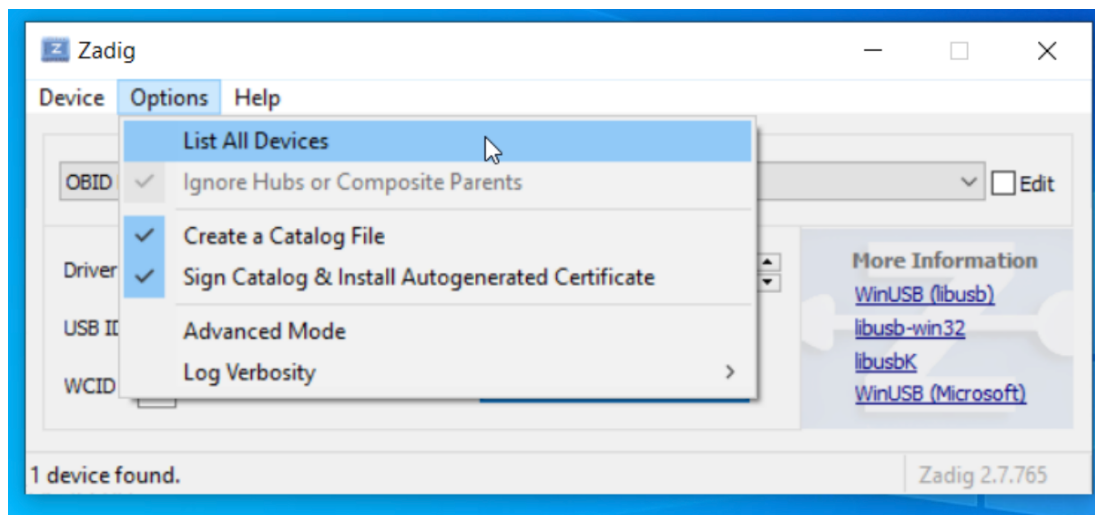 Zadig
Device Options Help
List All Devices
OBID
Ignore Hubs or Composite Parents
Edit
Create a Catalog File
Driver
Sign Catalog & Install Autogenerated Certificate
More Information
WinUSB (libusb)
USB ID
Advanced Mode
libusb-win32
Log Verbosity
libusbK
WCID
WinUSB (Microsoft)
1 device found.
Zadig 2.7.765